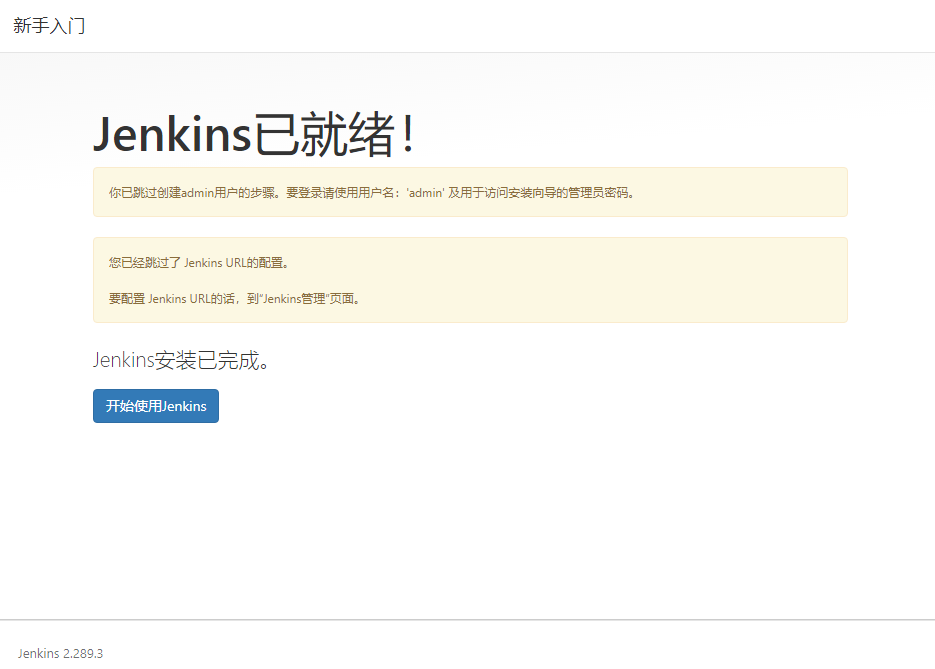 新手入门
Jenkins已就绪！
你已跳过创建admin用户的步骤。要登录请使用用户名：'admin' 及用于访问安装向导的管理员密码。
您已经跳过了 Jenkins URL的配置。
要配置 Jenkins URL的话，到“Jenkins管理”页面。
Jenkins安装已完成。
开始使用Jenkins
Jenkins 2.289.3